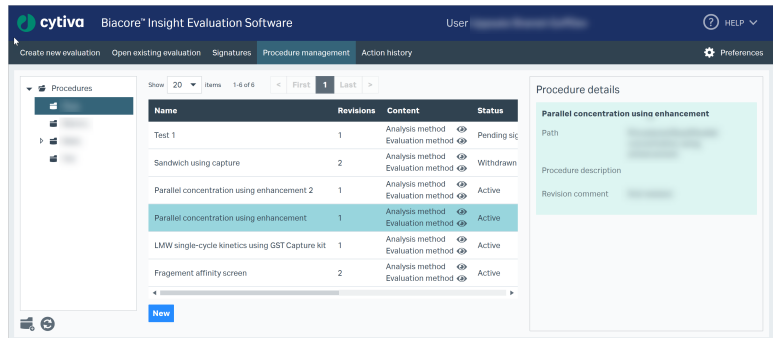 cytiva Biacore™ Insight Evaluation Software User ? HELP
Create new evaluation Open existing evaluation Signatures Procedure management Action history Preferences
Procedures
Show 20 items 1-6 of 6 < First 1 Last >
Name Revisions Content Status
Test 1 1 Analysis method Pending sig
Evaluation method
Sandwich using capture 2 Analysis method Withdrawn
Evaluation method
Parallel concentration using enhancement 2 1 Analysis method Active
Evaluation method
Parallel concentration using enhancement 1 Analysis method Active
Evaluation method
LMW single-cycle kinetics using GST Capture kit 1 Analysis method Active
Evaluation method
Fragement affinity screen 2 Analysis method Active
Evaluation method
New
Procedure details
Parallel concentration using enhancement
Path
Procedure description
Revision comment